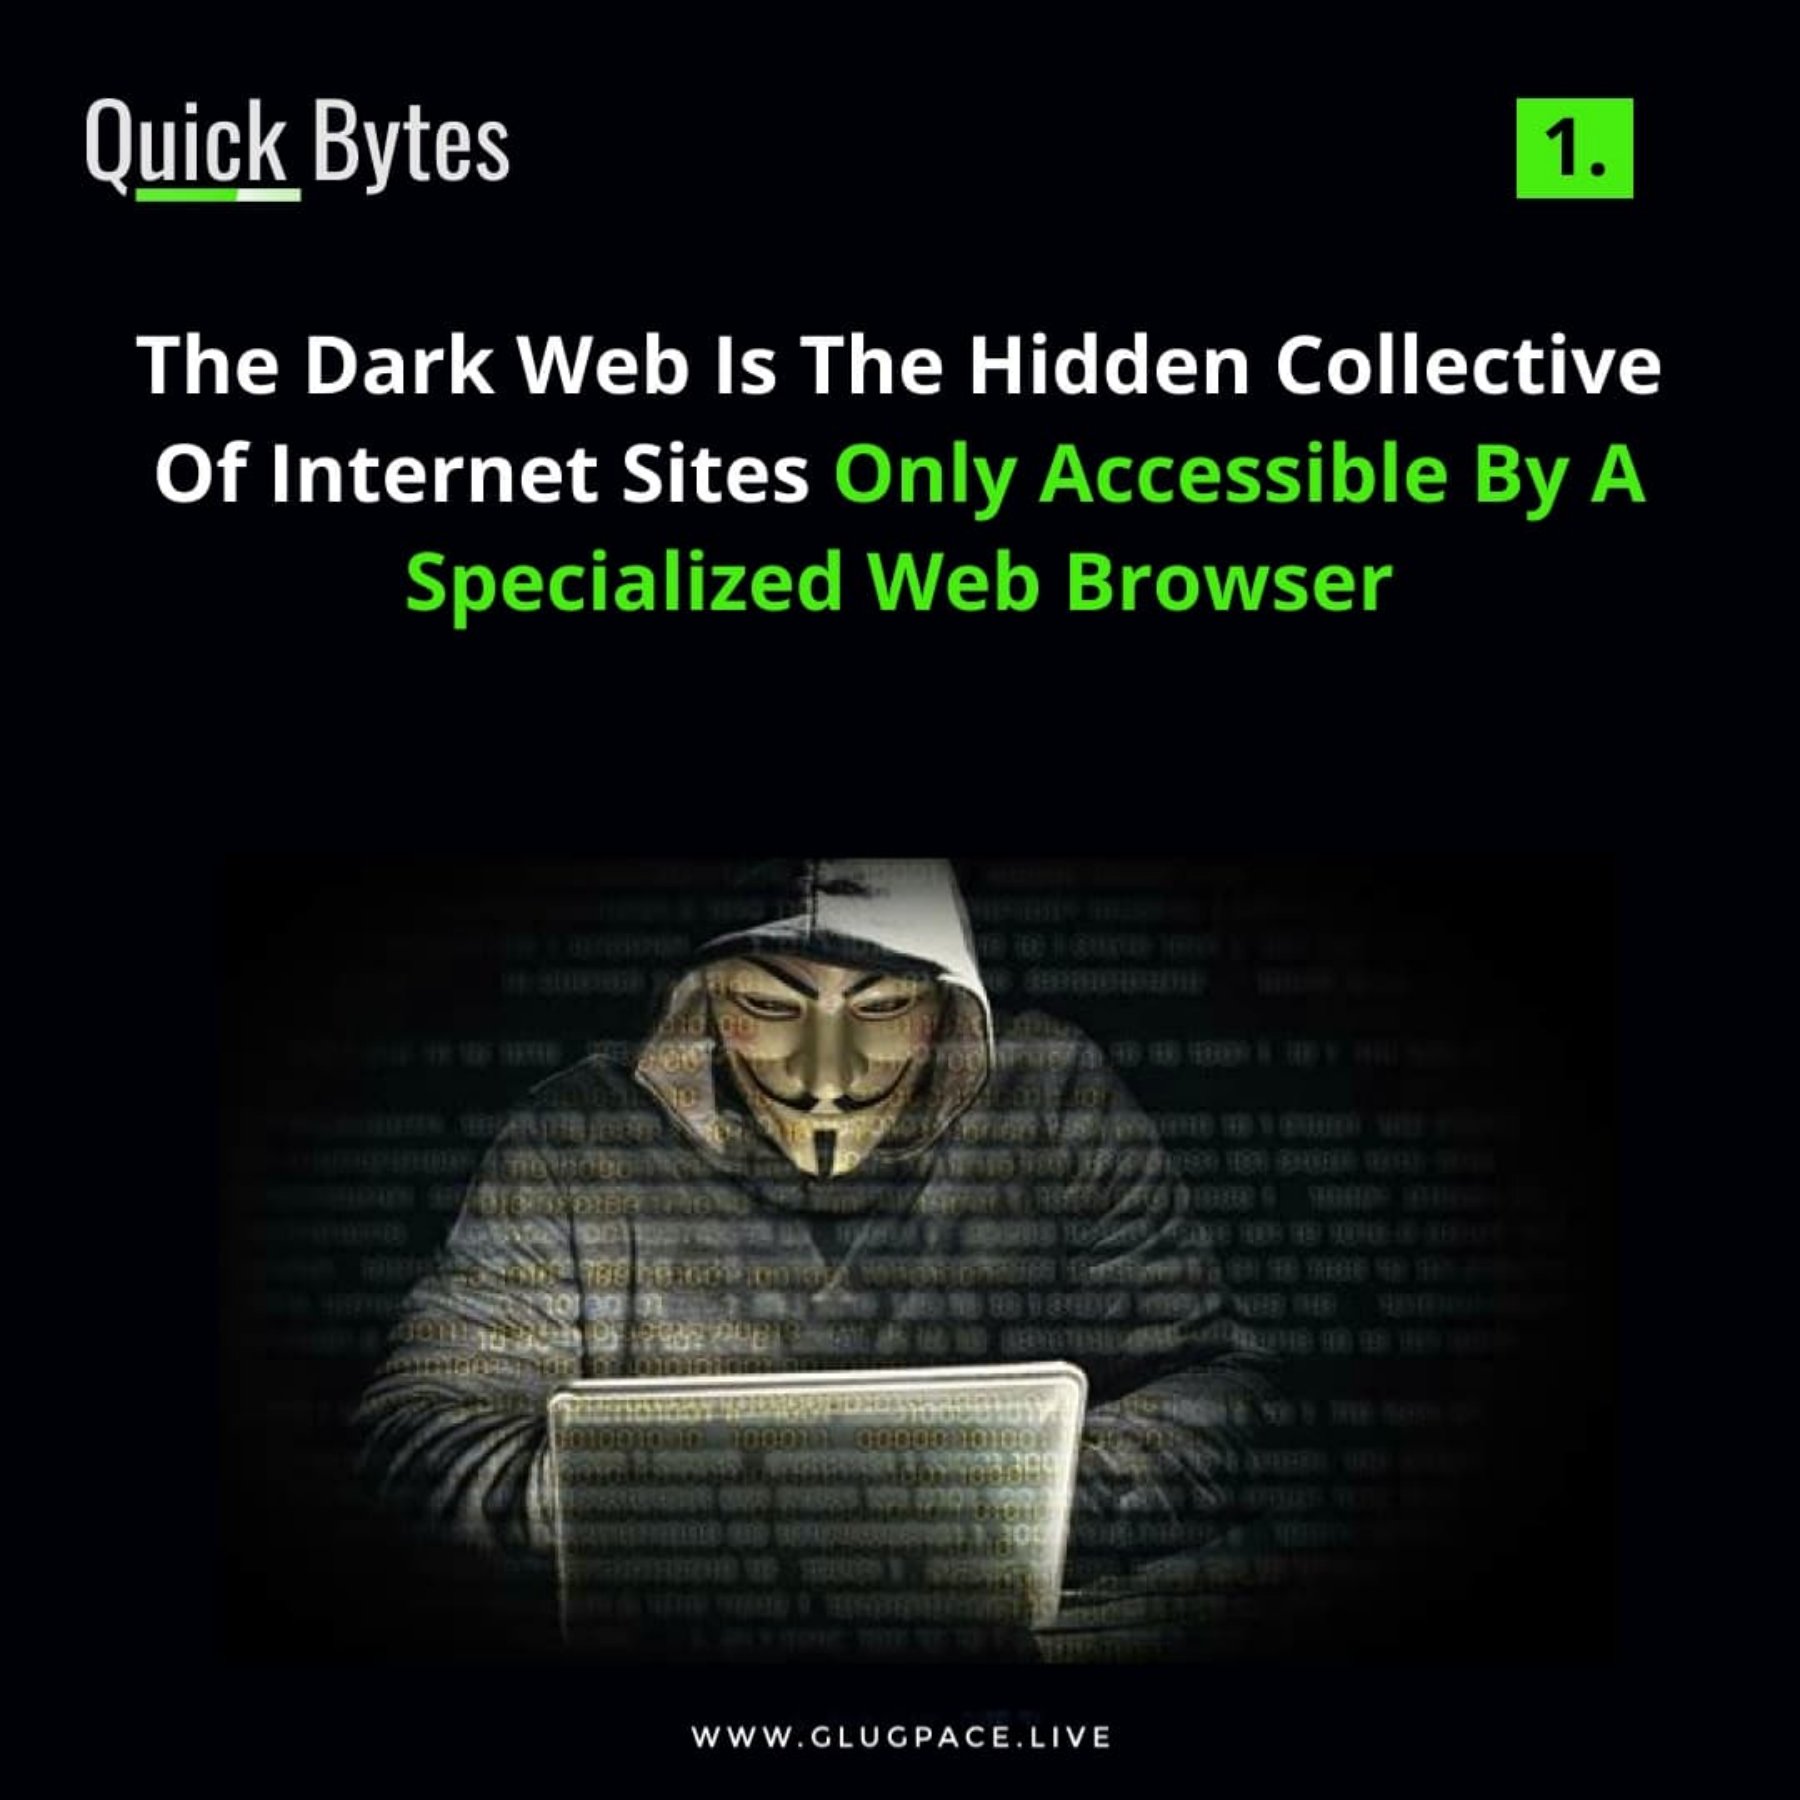 Quick Bytes
1.
The Dark Web Is The Hidden Collective
Of Internet Sites Only Accessible By A
Specialized Web Browser
WWW.GLUGPACE.LIVE